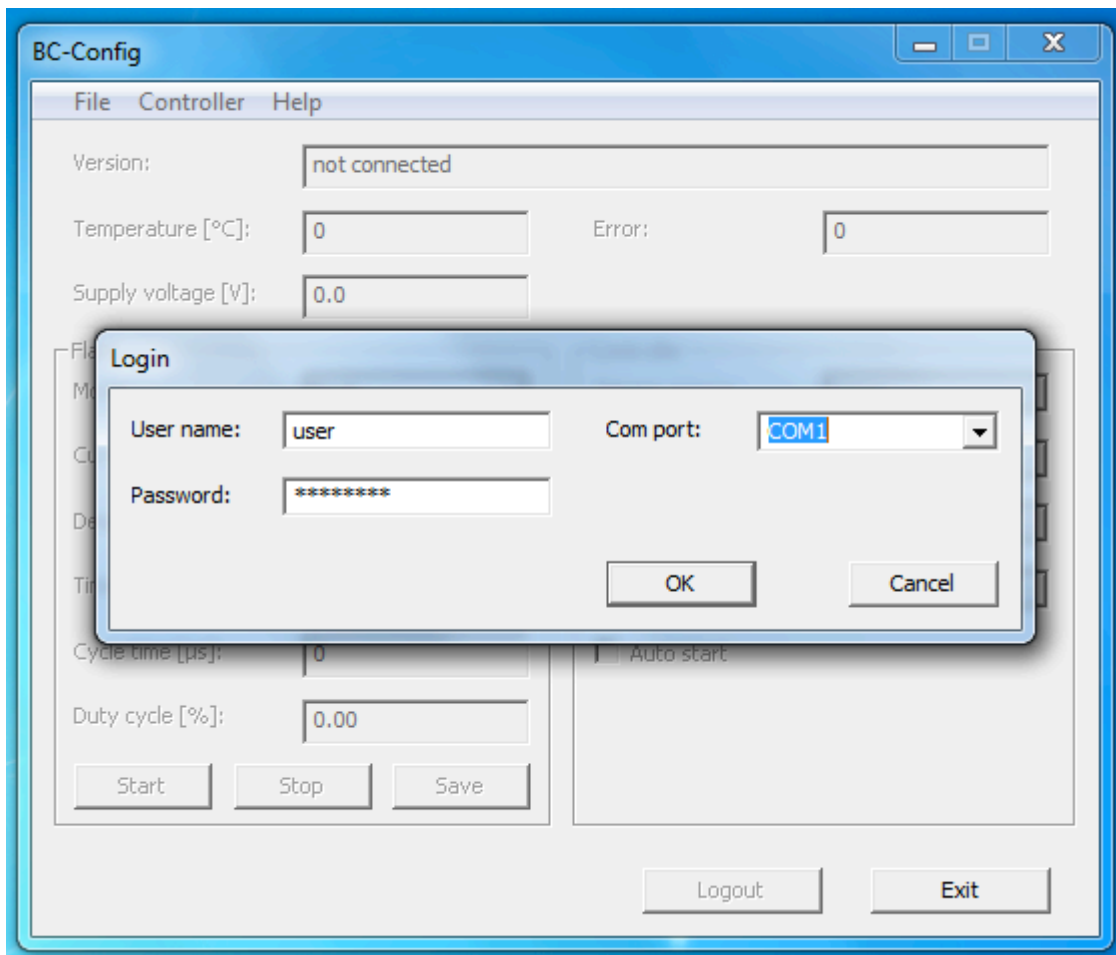 BC-Config
File Controller Help
Version: not connected
Temperature [°C]: 0 Error: 0
Supply voltage [V]: 0.0
Login
User name: user Com port: COM1
Password: ********
OK Cancel
Cycle time [µs]: 0 Auto start
Duty cycle [%]: 0.00
Start Stop Save
Logout Exit